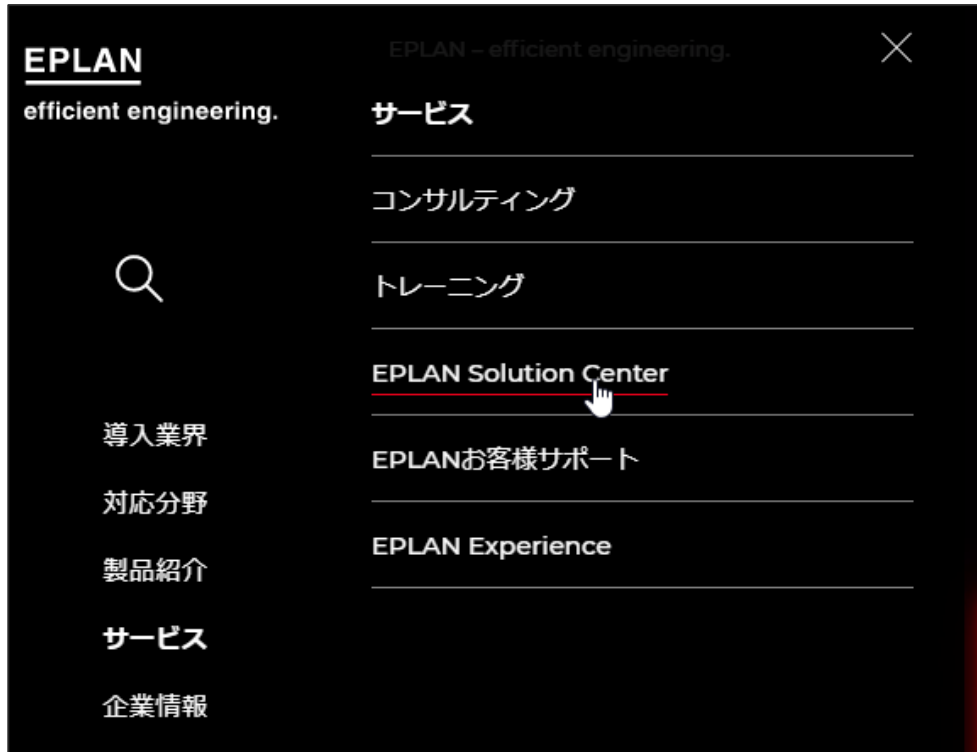 EPLAN
efficient engineering.
導入業界
対応分野
製品紹介
サービス
企業情報
EPLAN – efficient engineering.
サービス
コンサルティング
トレーニング
EPLAN Solution Center
EPLANお客様サポート
EPLAN Experience